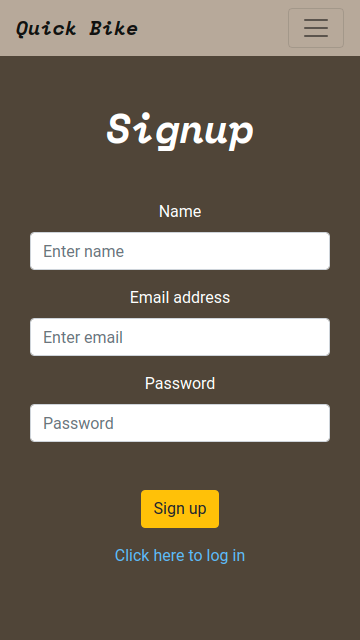 Quick Bike
Signup
Name
Enter name
Email address
Enter email
Password
Password
Sign up
Click here to log in